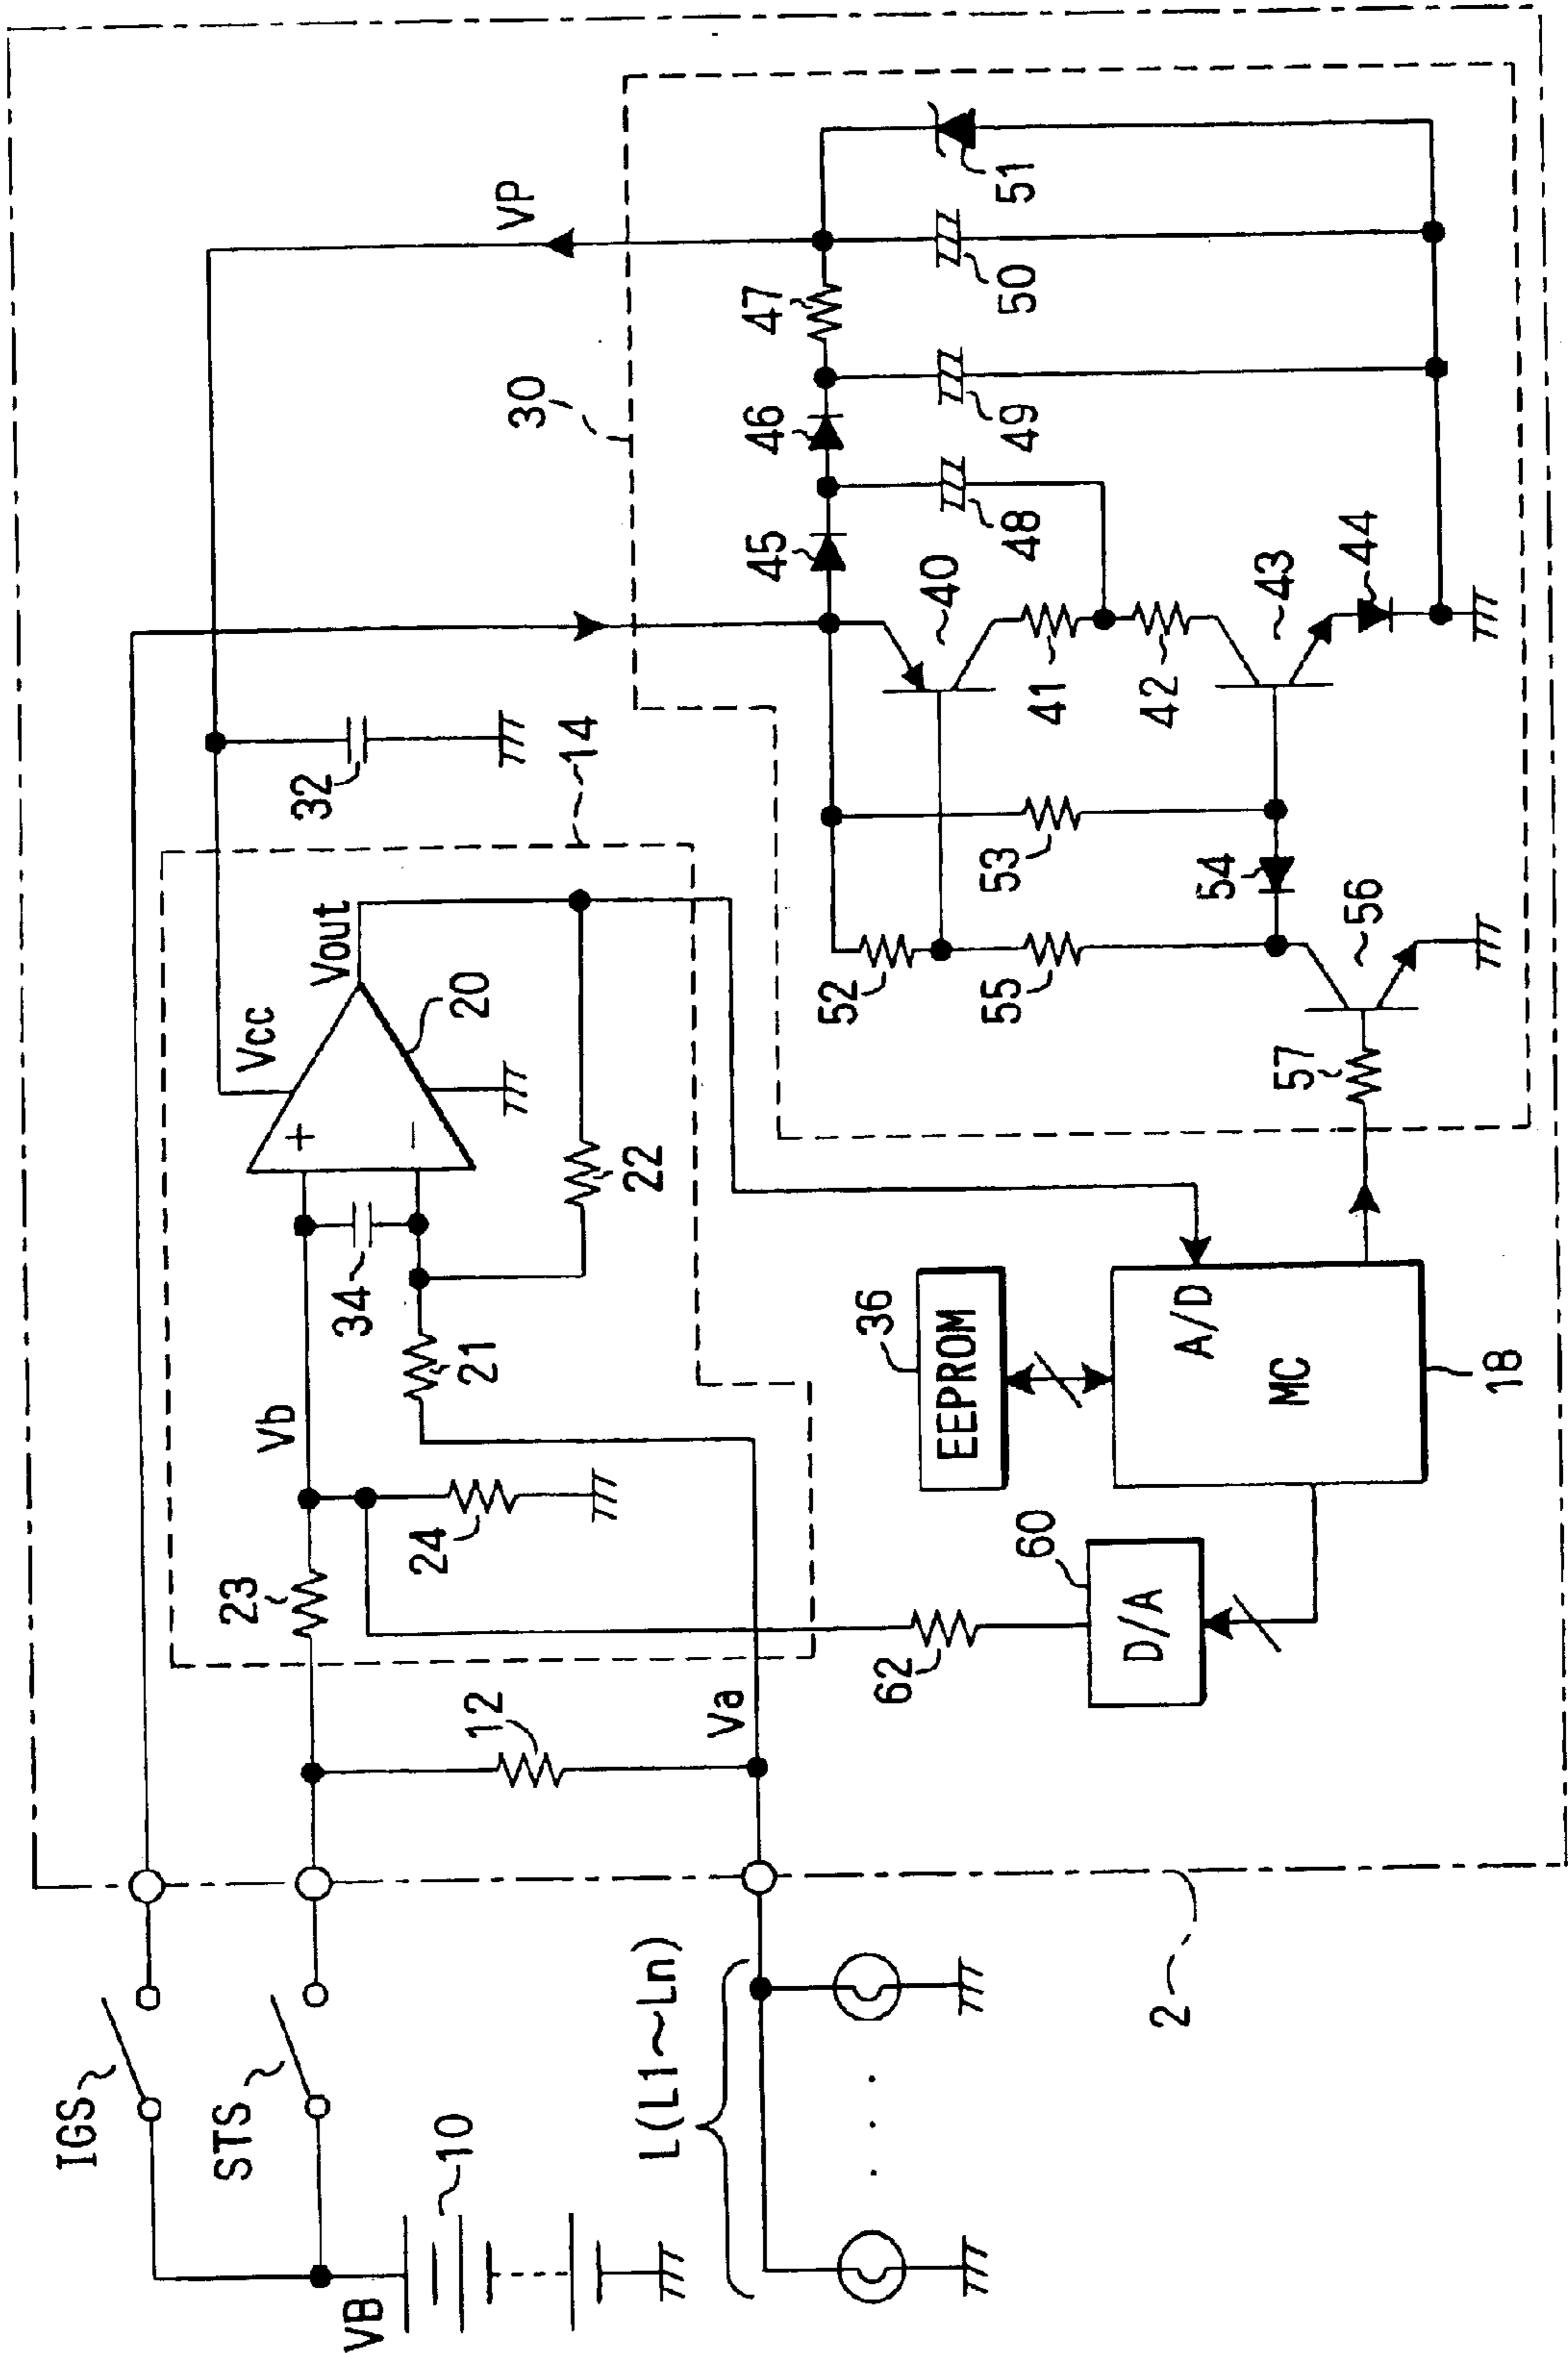 IGS
STS
VB
10
L(L1~Ln)
2
12
Va
23
Vb
24
34
21
22
20
Vcc
Vout
+
−
14
32
VP
30
62
60
D/A
36
EEPROM
A/D
MC
18
57
56
52
55
53
54
40
41
42
43
44
45
46
47
48
49
50
51